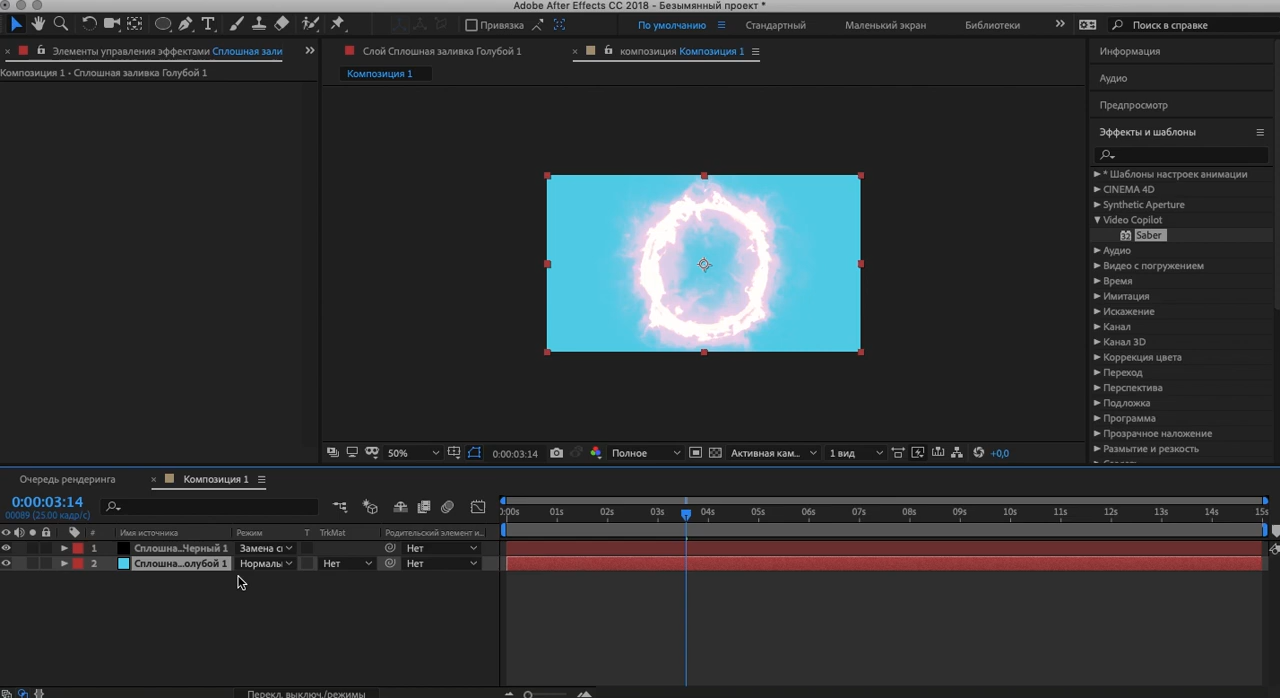 Adobe After Effects CC 2018 - Безымянный проект *
Привязка
По умолчанию
Стандартный
Маленький экран
Библиотеки
Поиск в справке
Элементы управления эффектами Сплошная зали
Слой Сплошная заливка Голубой 1
композиция Композиция 1
Информация
Композиция 1 • Сплошная заливка Голубой 1
Композиция 1
Аудио
Предпросмотр
Эффекты и шаблоны
* Шаблоны настроек анимации
CINEMA 4D
Synthetic Aperture
Video Copilot
32 Saber
Аудио
Видео с погружением
Время
Имитация
Искажение
Канал
Канал 3D
Коррекция цвета
Переход
Перспектива
Подложка
Программа
Прозрачное наложение
Размытие и резкость
50%
0:00:03:14
Полное
Активная кам...
1 вид
+0,0
Очередь рендеринга
Композиция 1
0:00:03:14
00089 (25.00 кадр/с)
0:00s 01s 02s 03s 04s 05s 06s 07s 08s 09s 10s 11s 12s 13s 14s 15s
# Имя источника Режим T TrkMat Родительский элемент и...
1 Сплошна...Черный 1 Замена с Нет
2 Сплошна...олубой 1 Нормаль Нет Нет
Перекл. выключ./режимы